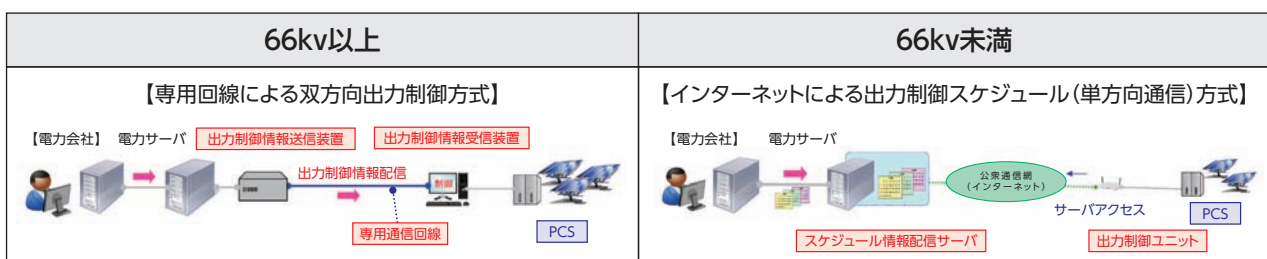 66kv以上
【専用回線による双方向出力制御方式】
【電力会社】 電力サーバ 出力制御情報送信装置 出力制御情報受信装置
出力制御情報配信
制御
専用通信回線
PCS
66kv未満
【インターネットによる出力制御スケジュール(単方向通信)方式】
【電力会社】 電力サーバ
公衆通信網
(インターネット)
サーバアクセス
PCS
スケジュール情報配信サーバ
出力制御ユニット